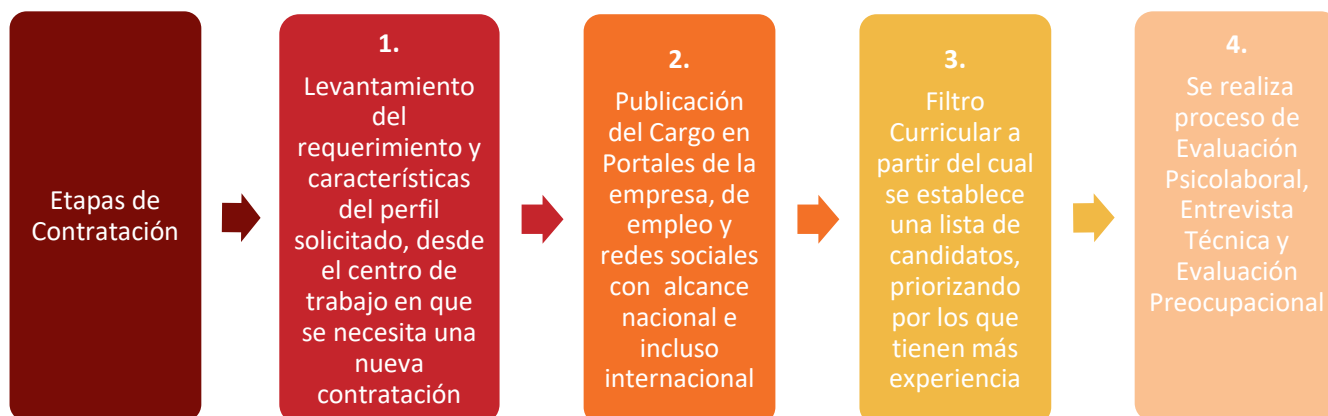 Etapas de
Contratación
1.
Levantamiento
del
requerimiento y
características
del perfil
solicitado, desde
el centro de
trabajo en que
se necesita una
nueva
contratación
2.
Publicación
del Cargo en
Portales de la
empresa, de
empleo y
redes sociales
con alcance
nacional e
incluso
internacional
3.
Filtro
Curricular a
partir del cual
se establece
una lista de
candidatos,
priorizando
por los que
tienen más
experiencia
4.
Se realiza
proceso de
Evaluación
Psicolaboral,
Entrevista
Técnica y
Evaluación
Preocupacional